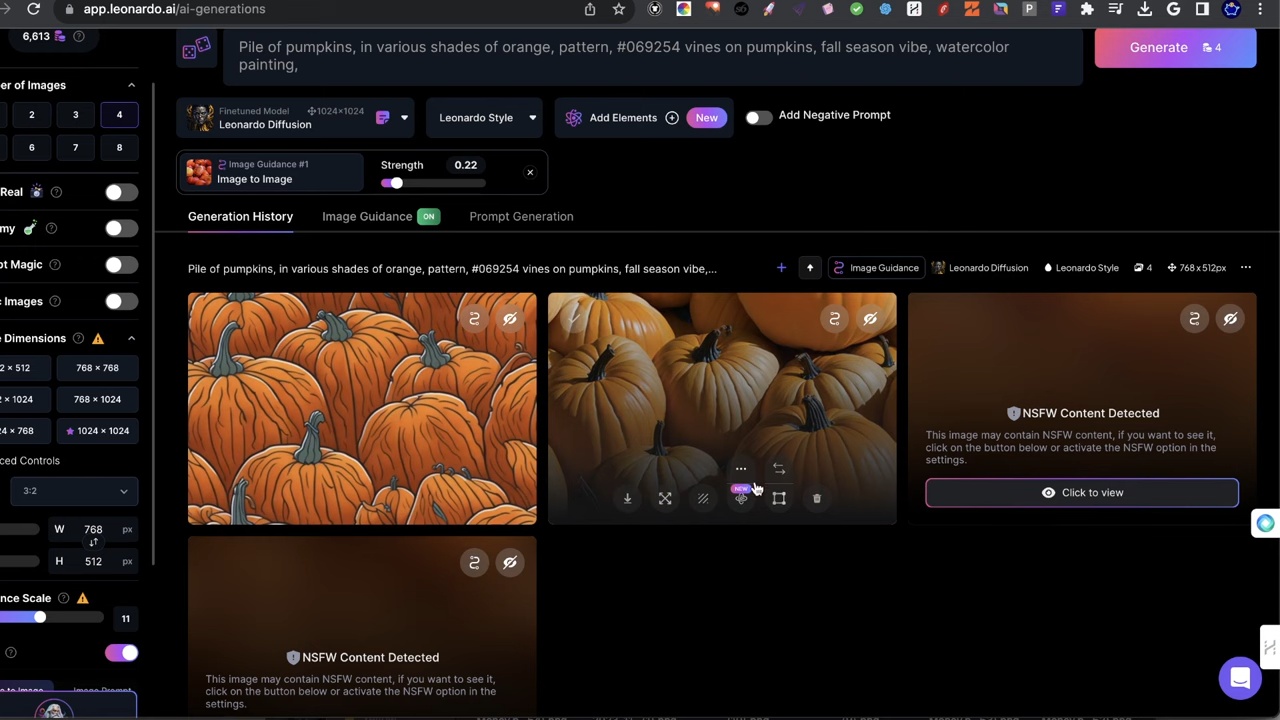 app.leonardo.ai/ai-generations
6,613
Pile of pumpkins, in various shades of orange, pattern, #069254 vines on pumpkins, fall season vibe, watercolor
painting,
Generate 4
er of Images
2 3 4
6 7 8
Finetuned Model 1024×1024
Leonardo Diffusion
Leonardo Style
Add Elements
New
Add Negative Prompt
Image Guidance #1
Image to Image
Strength 0.22
Real
my
pt Magic
c Images
Generation History
Image Guidance ON
Prompt Generation
Pile of pumpkins, in various shades of orange, pattern, #069254 vines on pumpkins, fall season vibe,...
Image Guidance
Leonardo Diffusion
Leonardo Style
4
768 x 512px
e Dimensions
2 × 512 768 × 768
2 × 1024 768 × 1024
24 × 768 1024 × 1024
ced Controls
3:2
W 768 px
H 512 px
nce Scale
11
NEW
NSFW Content Detected
This image may contain NSFW content, if you want to see it,
click on the button below or activate the NSFW option in the
settings.
Click to view
NSFW Content Detected
This image may contain NSFW content, if you want to see it,
click on the button below or activate the NSFW option in the
settings.
e to Image Image Prompt